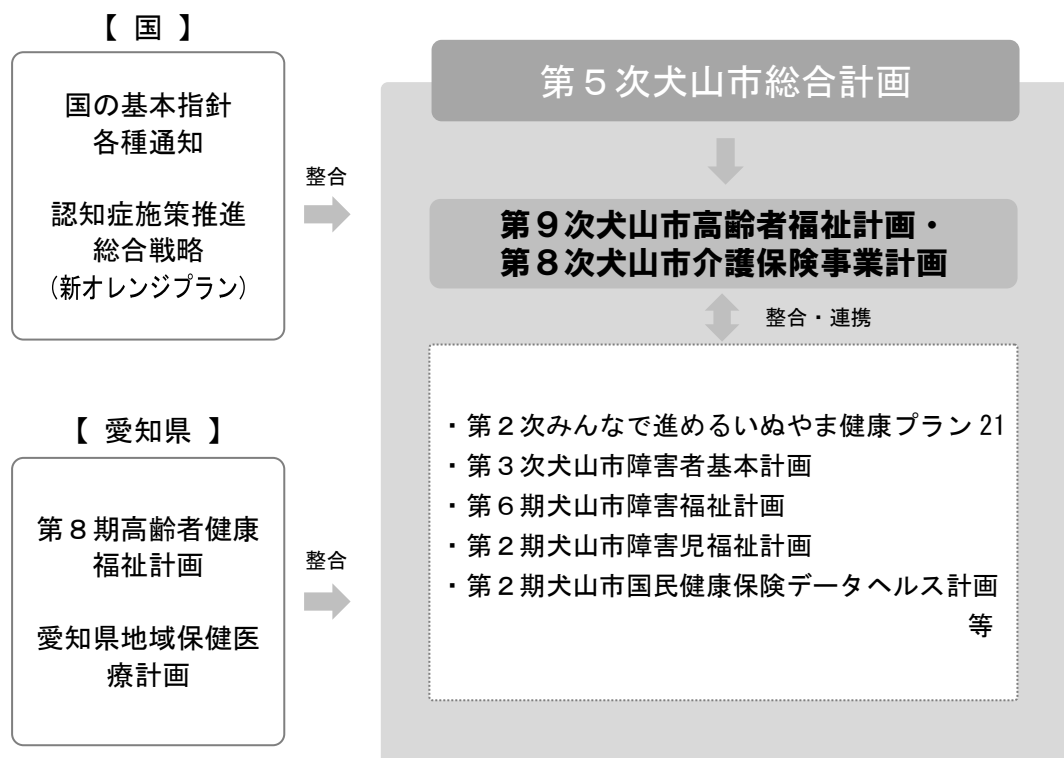 【 国 】
国の基本指針
各種通知
認知症施策推進
総合戦略
（新オレンジプラン）
整合
【 愛知県 】
第８期高齢者健康
福祉計画
愛知県地域保健医
療計画
整合
第５次犬山市総合計画
第９次犬山市高齢者福祉計画・
第８次犬山市介護保険事業計画
整合・連携
・第２次みんなで進めるいぬやま健康プラン 21
・第３次犬山市障害者基本計画
・第６期犬山市障害福祉計画
・第２期犬山市障害児福祉計画
・第２期犬山市国民健康保険データヘルス計画
等